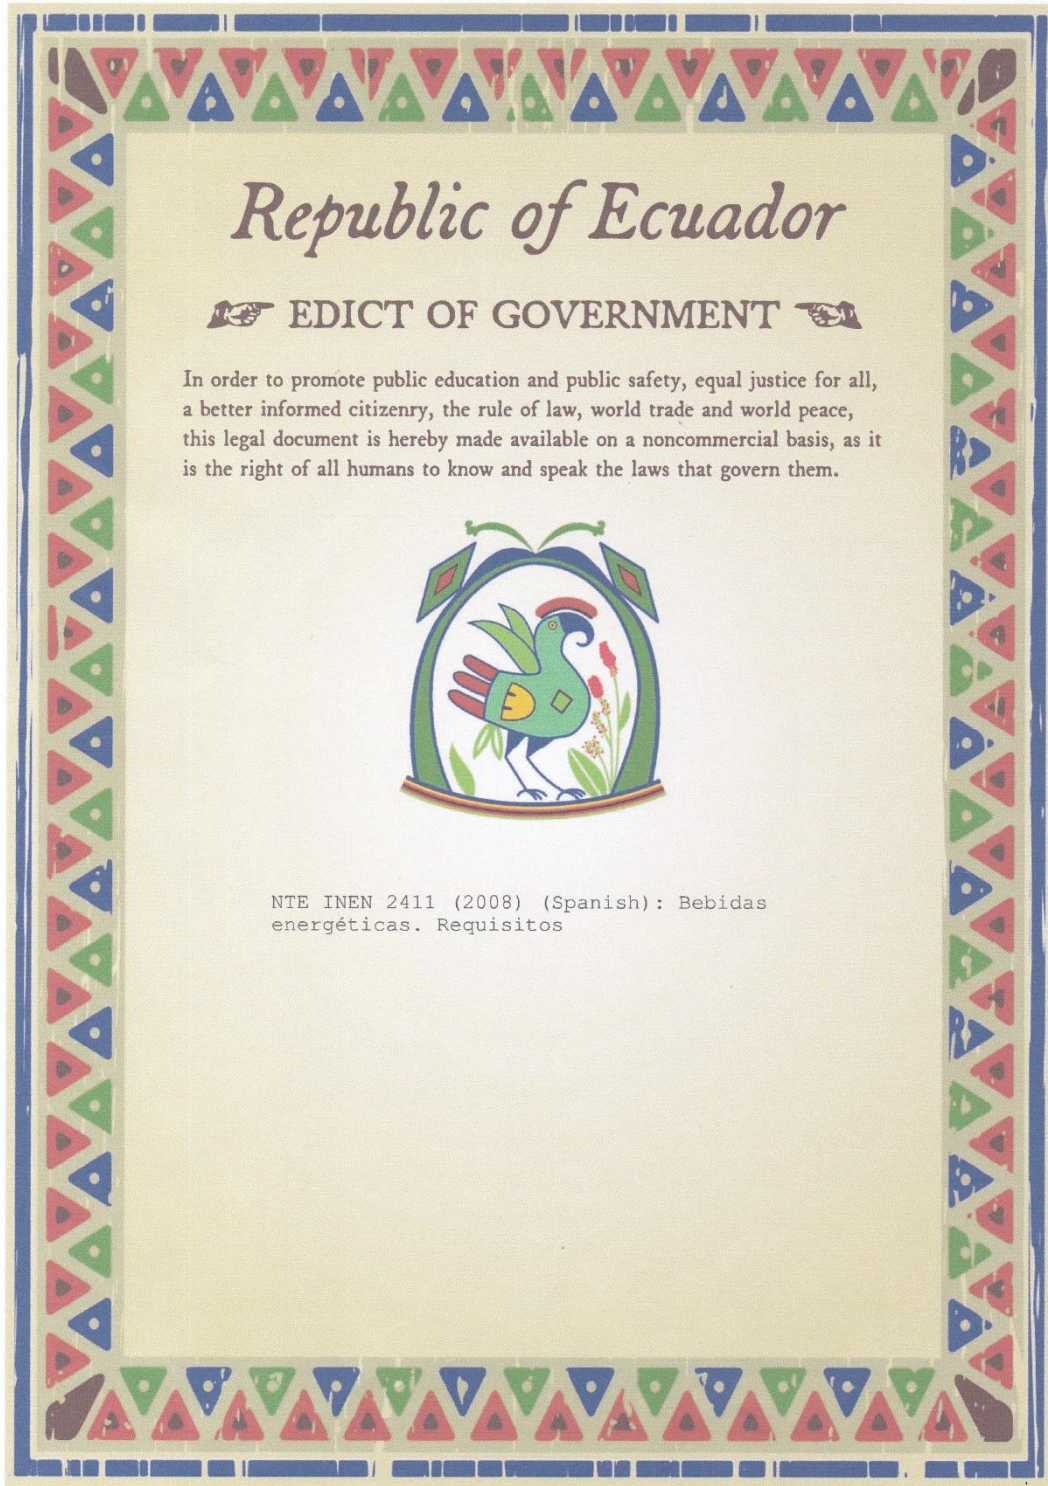 Republic of Ecuador
EDICT OF GOVERNMENT
In order to promote public education and public safety, equal justice for all,
a better informed citizenry, the rule of law, world trade and world peace,
this legal document is hereby made available on a noncommercial basis, as it
is the right of all humans to know and speak the laws that govern them.
NTE INEN 2411 (2008) (Spanish): Bebidas
energéticas. Requisitos